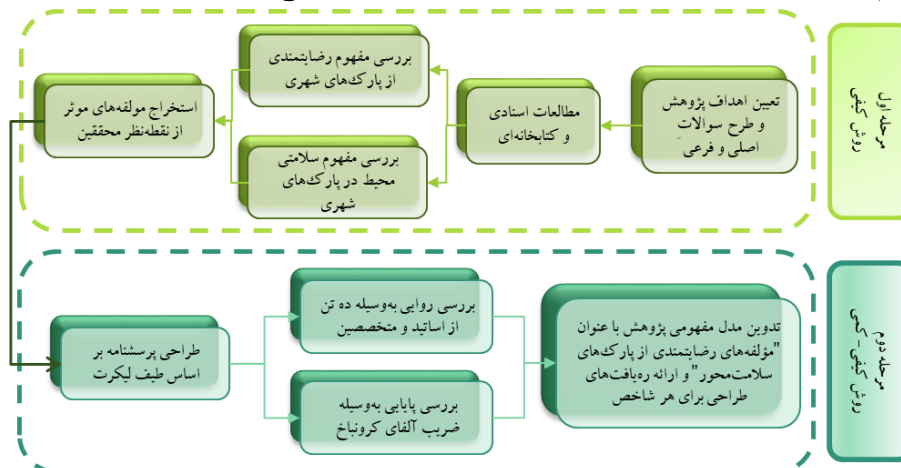 مرحله اول
روش کیفی
تعیین اهداف پژوهش
و طرح سوالات
اصلی و فرعی
مطالعات اسنادی
و کتابخانه‌ای
بررسی مفهوم رضایتمندی
از پارک‌های شهری
بررسی مفهوم سلامتی
محیط در پارک‌های
شهری
استخراج مولفه‌های موثر
از نقطه‌نظر محققین
مرحله دوم
روش کیفی - کمی
طراحی پرسشنامه بر
اساس طیف لیکرت
بررسی روایی به‌وسیله ده تن
از اساتید و متخصصین
بررسی پایایی به‌وسیله
ضریب آلفای کرونباخ
تدوین مدل مفهومی پژوهش با عنوان
"مؤلفه‌های رضایتمندی از پارک‌های
سلامت‌محور" و ارائه ره‌یافت‌های
طراحی برای هر شاخص